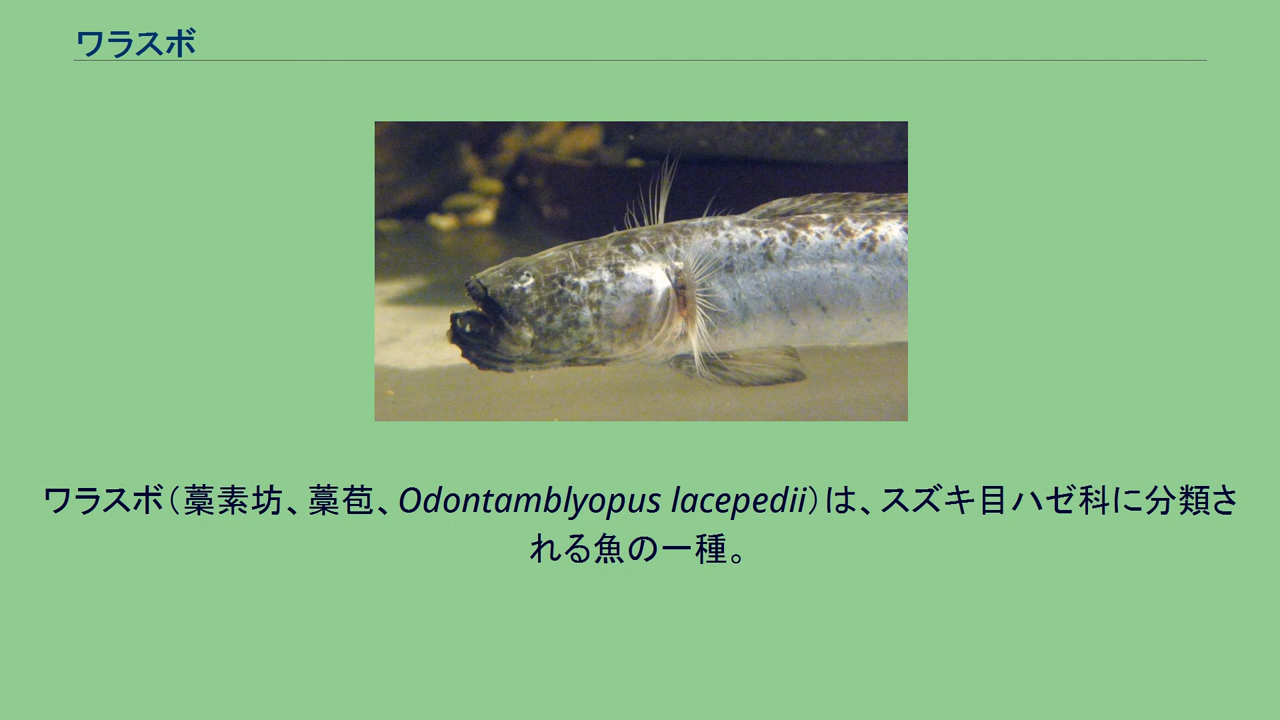 ワラスボ
ワラスボ（藁素坊、藁苞、Odontamblyopus lacepedii）は、スズキ目ハゼ科に分類さ
れる魚の一種。